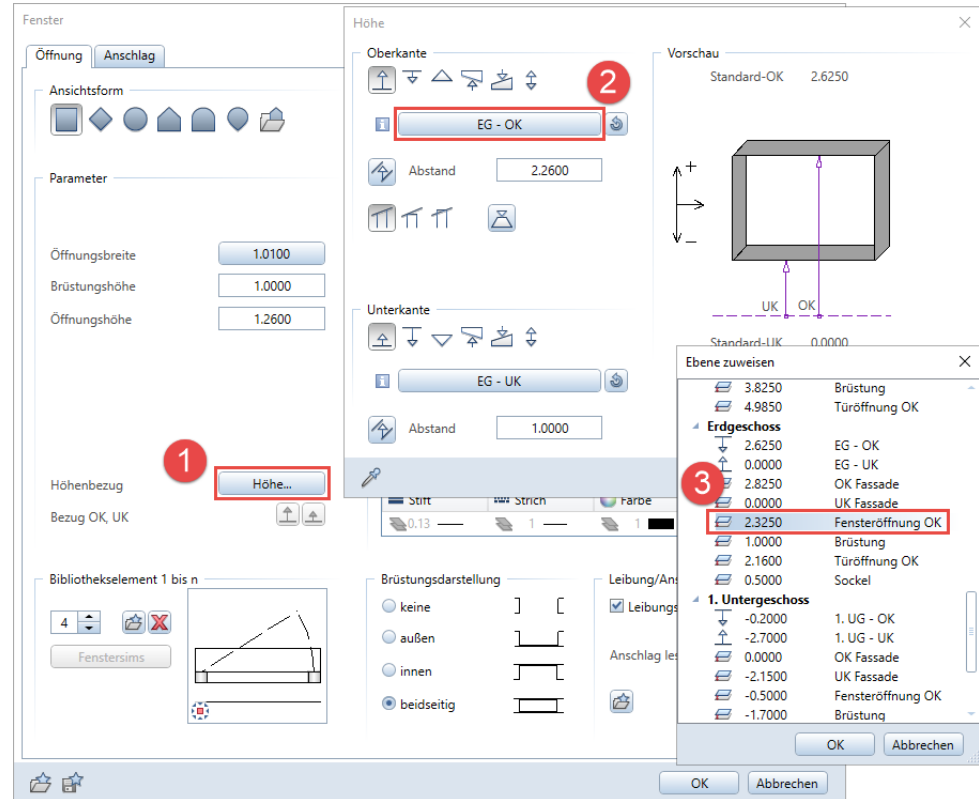 Fenster
Öffnung Anschlag
Ansichtsform
Parameter
Öffnungsbreite 1.0100
Brüstungshöhe 1.0000
Öffnungshöhe 1.2600
1
Höhenbezug Höhe...
Bezug OK, UK
Bibliothekselement 1 bis n
4
Fenstersims
Höhe
Oberkante
2
EG - OK
Abstand 2.2600
Unterkante
EG - UK
Abstand 1.0000
Vorschau
Standard-OK 2.6250
+
–
UK OK
Standard-UK 0.0000
Stift Strich Farbe
0.13 1 1
Brüstungsdarstellung
keine
außen
innen
beidseitig
Leibung/Ans
Leibungs
Anschlag les
Ebene zuweisen
3.8250 Brüstung
4.9850 Türöffnung OK
Erdgeschoss
2.6250 EG - OK
0.0000 EG - UK
3
2.8250 OK Fassade
0.0000 UK Fassade
2.3250 Fensteröffnung OK
1.0000 Brüstung
2.1600 Türöffnung OK
0.5000 Sockel
1. Untergeschoss
-0.2000 1. UG - OK
-2.7000 1. UG - UK
0.0000 OK Fassade
-2.1500 UK Fassade
-0.5000 Fensteröffnung OK
-1.7000 Brüstung
OK Abbrechen
OK Abbrechen